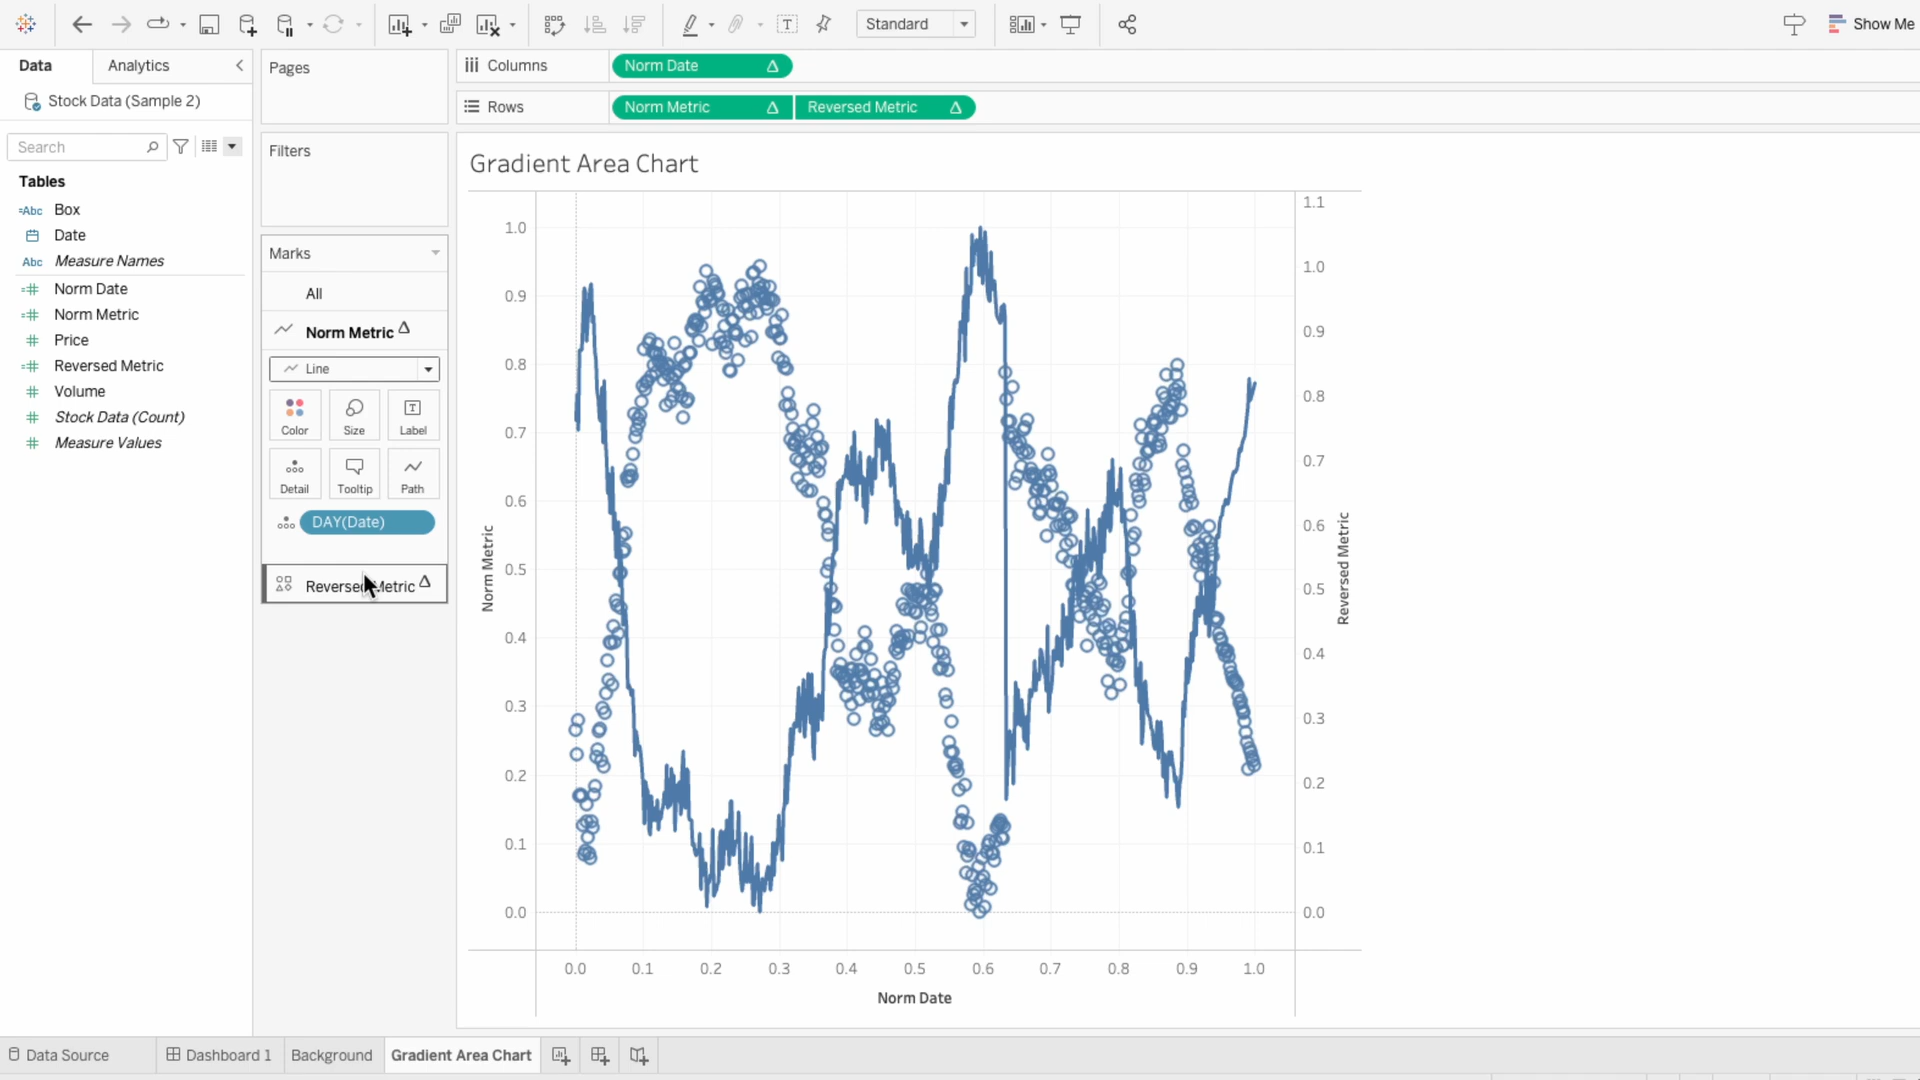 Standard
Show Me
Data
Analytics
Stock Data (Sample 2)
Search
Tables
Abc Box
Date
Abc Measure Names
Norm Date
Norm Metric
Price
Reversed Metric
Volume
Stock Data (Count)
Measure Values
Pages
Filters
Marks
All
Norm Metric
Line
Color
Size
Label
Detail
Tooltip
Path
DAY(Date)
Reversed Metric
Columns
Norm Date
Rows
Norm Metric
Reversed Metric
Gradient Area Chart
1.0
0.9
0.8
0.7
0.6
0.5
0.4
0.3
0.2
0.1
0.0
Norm Metric
1.1
1.0
0.9
0.8
0.7
0.6
0.5
0.4
0.3
0.2
0.1
0.0
Reversed Metric
0.0 0.1 0.2 0.3 0.4 0.5 0.6 0.7 0.8 0.9 1.0
Norm Date
Data Source
Dashboard 1
Background
Gradient Area Chart